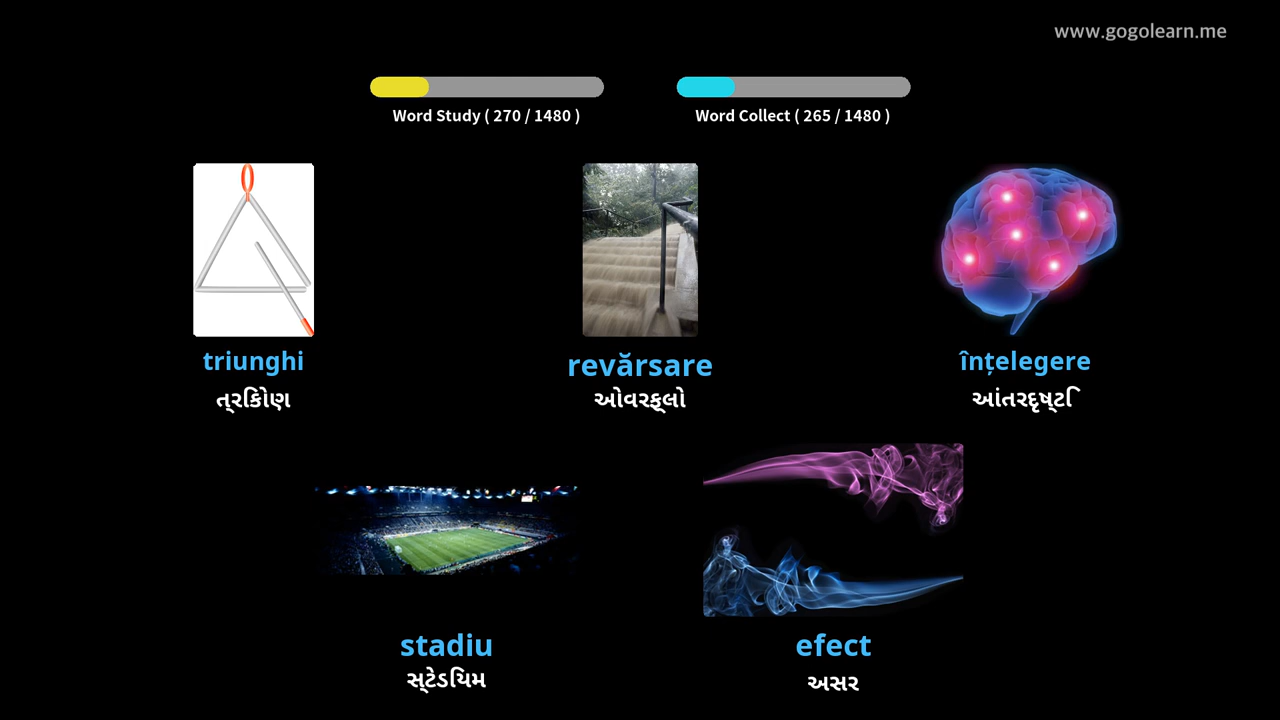 www.gogolearn.me
Word Study ( 270 / 1480 )
Word Collect ( 265 / 1480 )
triunghi
ત્રિકોણ
revărsare
ઓવરફ્લો
înțelegere
આંતરદૃષ્ટિ
stadiu
સ્ટેડિયમ
efect
અસર